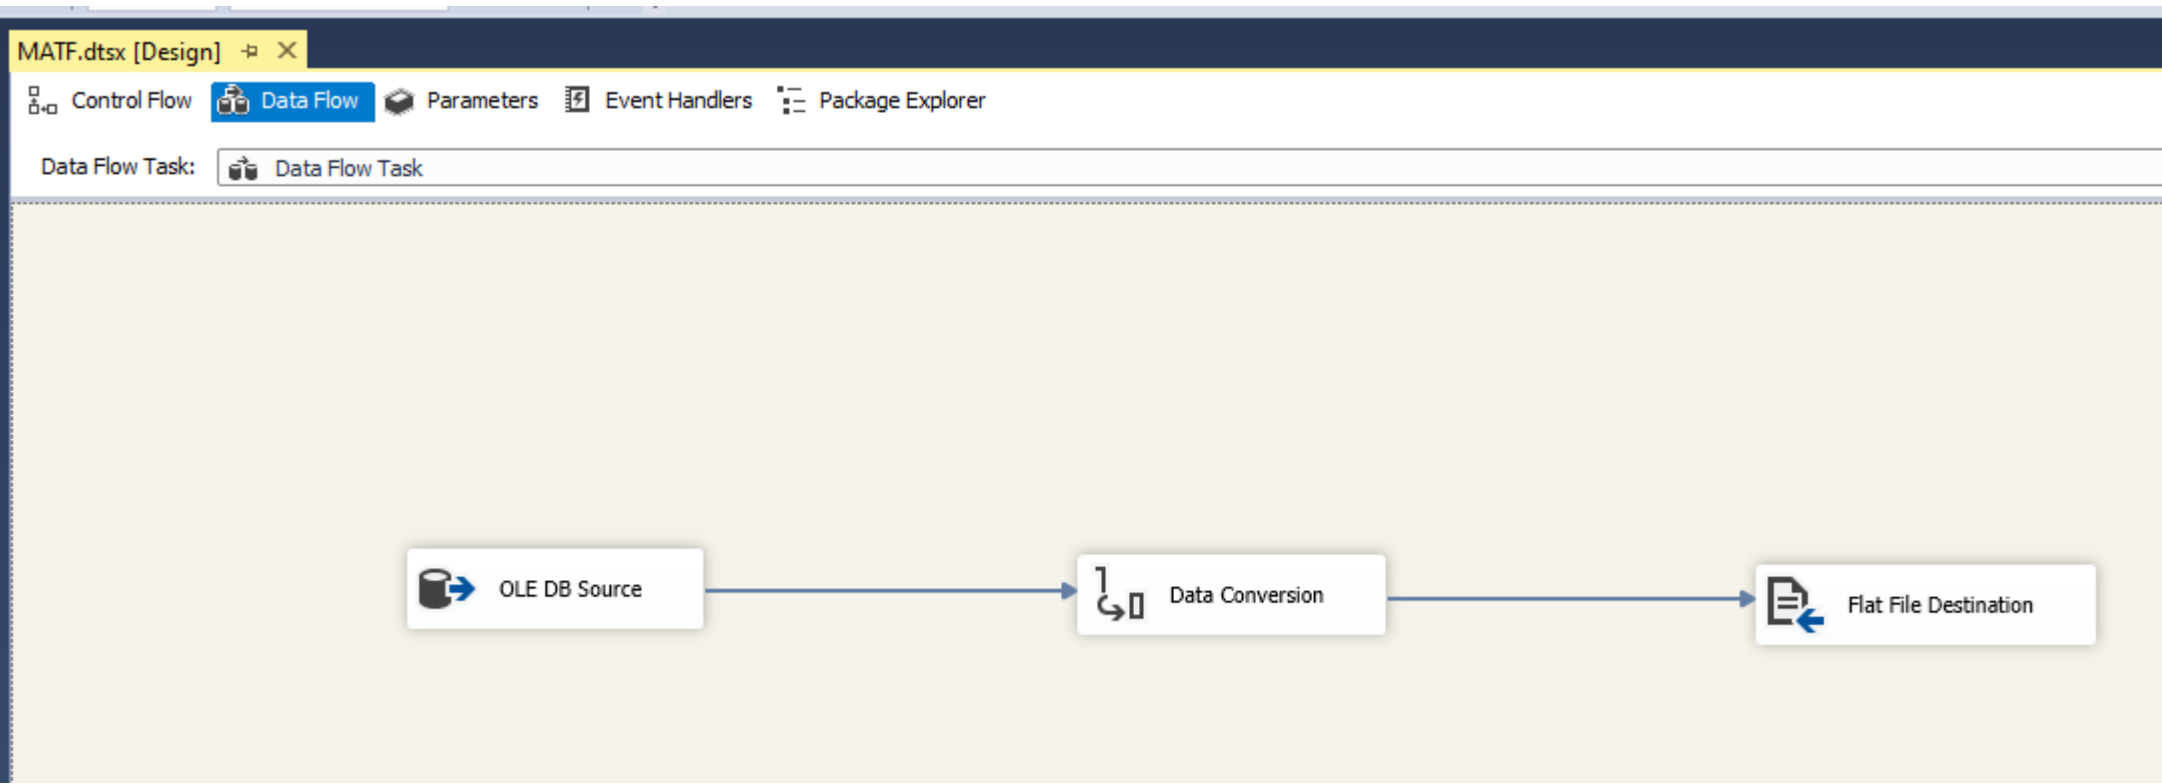 MATF.dtsx [Design]
Control Flow Data Flow Parameters Event Handlers Package Explorer
Data Flow Task: Data Flow Task
OLE DB Source Data Conversion Flat File Destination